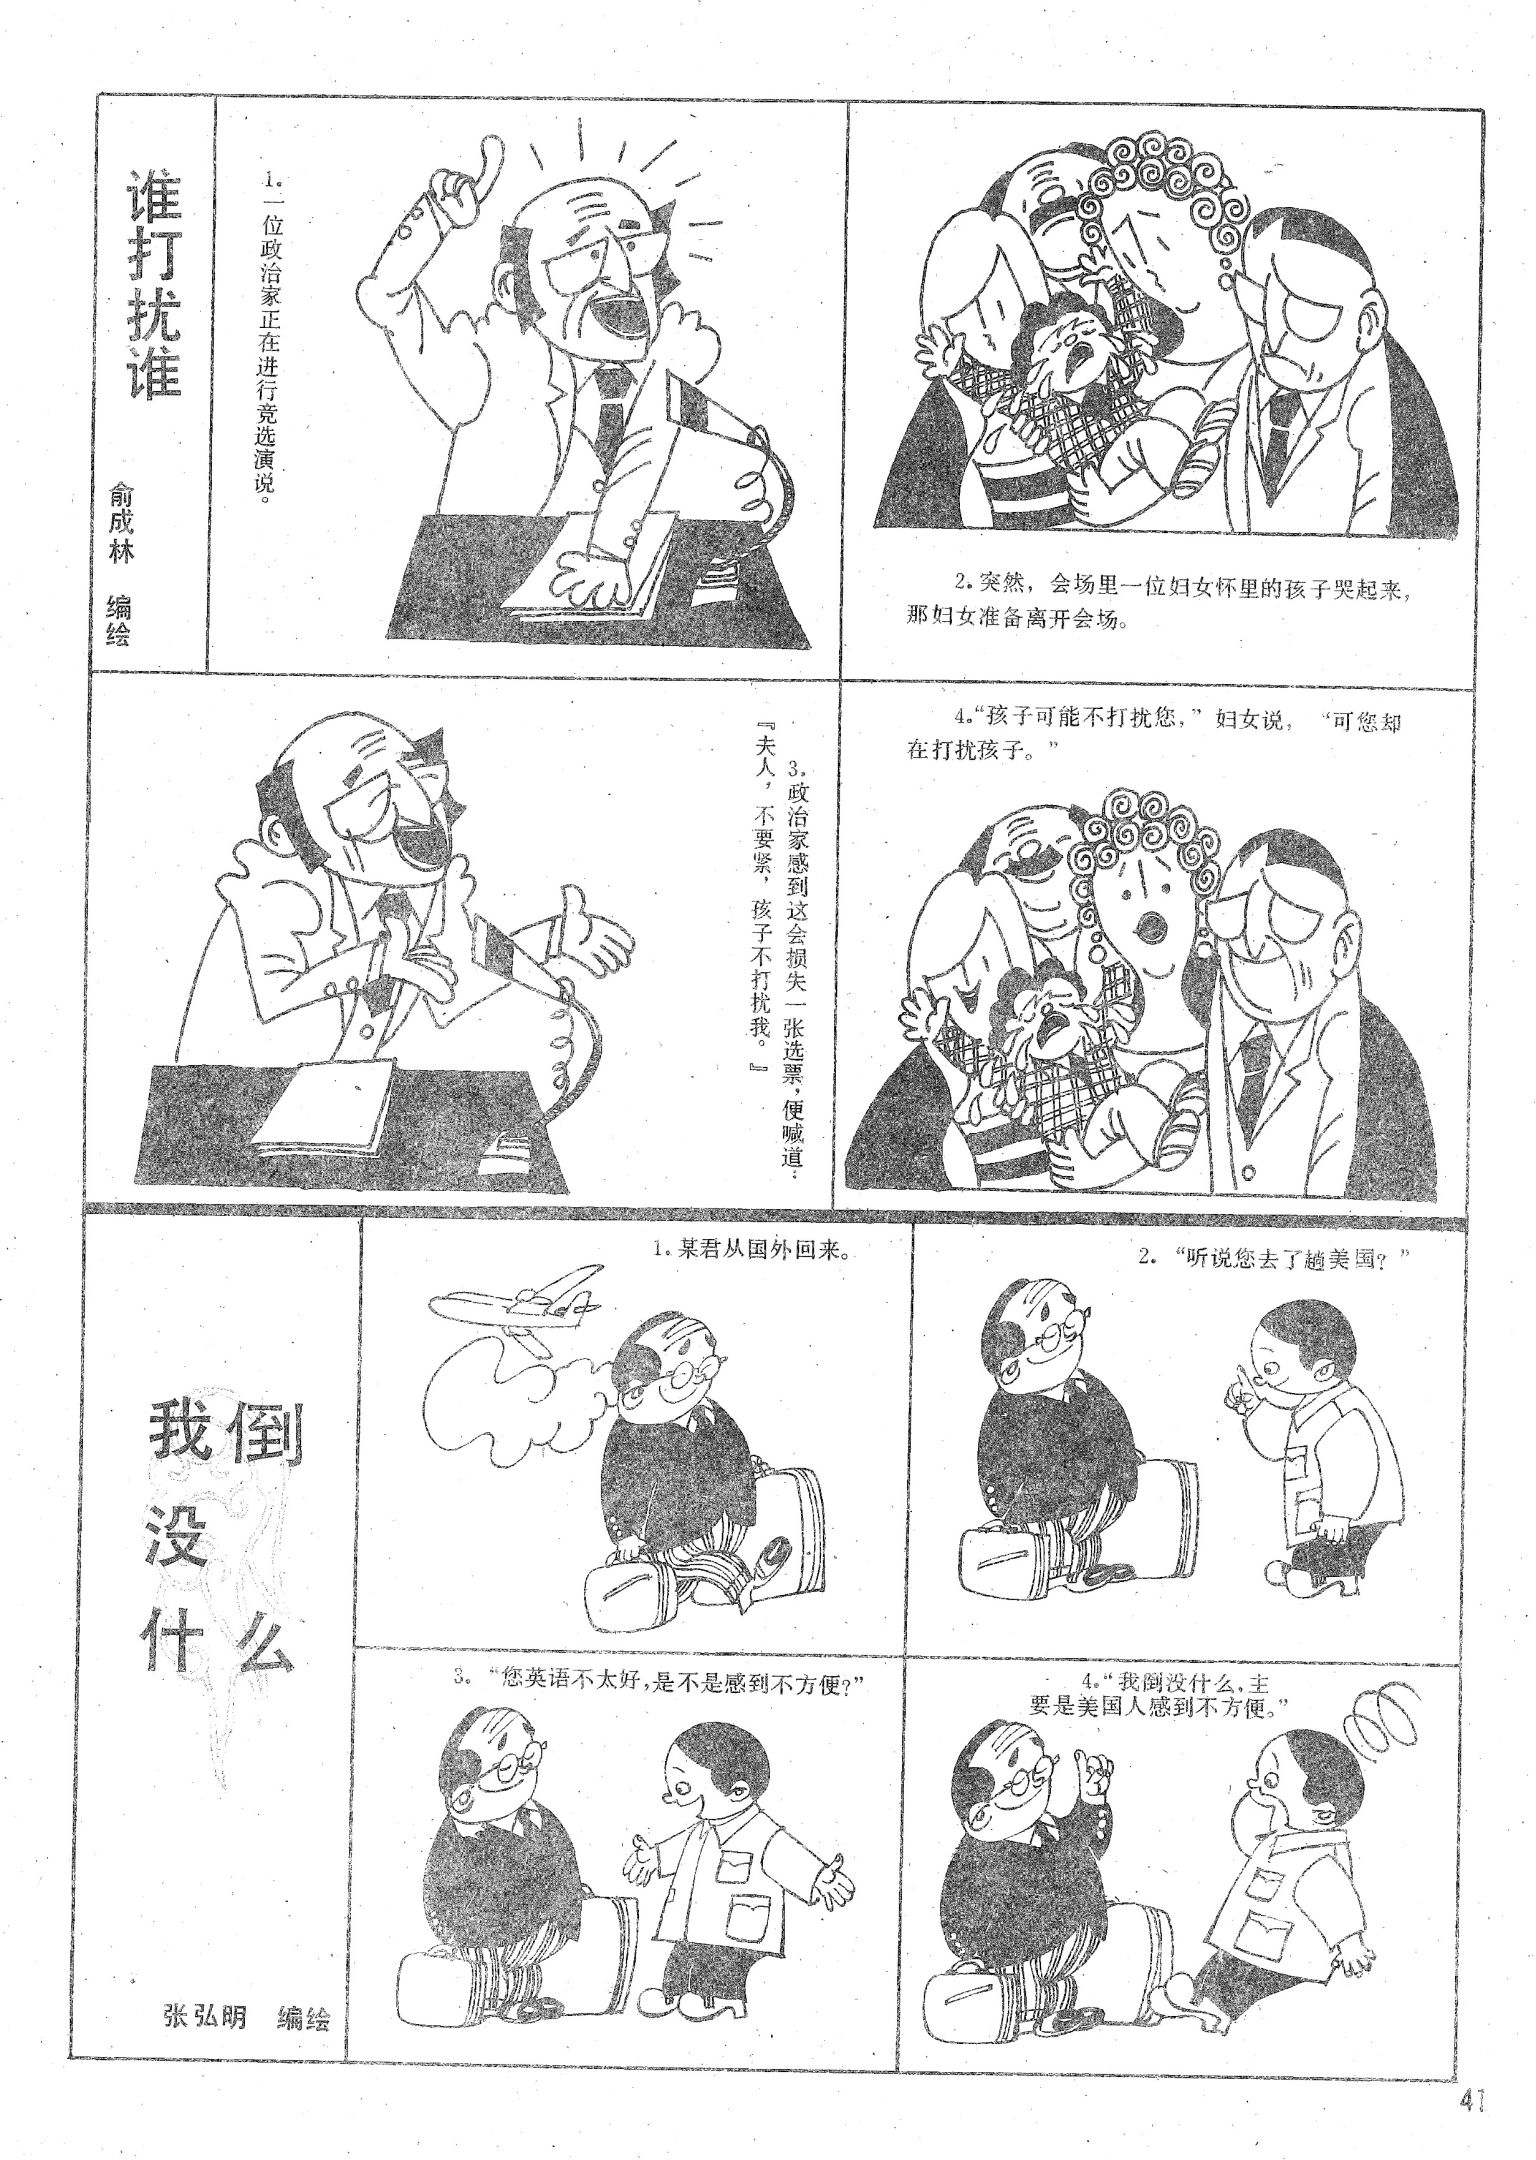 谁打扰谁
俞成林 编绘
1.一位政治家正在进行竞选演说。
2.突然，会场里一位妇女怀里的孩子哭起来，
那妇女准备离开会场。
3.政治家感到这会损失一张选票，便喊道：
『夫人，不要紧，孩子不打扰我。』
4.“孩子可能不打扰您，”妇女说，“可您却
在打扰孩子。”
我倒
没
什么
张弘明 编绘
1.某君从国外回来。
2.“听说您去了趟美国？”
3.“您英语不太好，是不是感到不方便？”
4.“我倒没什么，主
要是美国人感到不方便。”
41